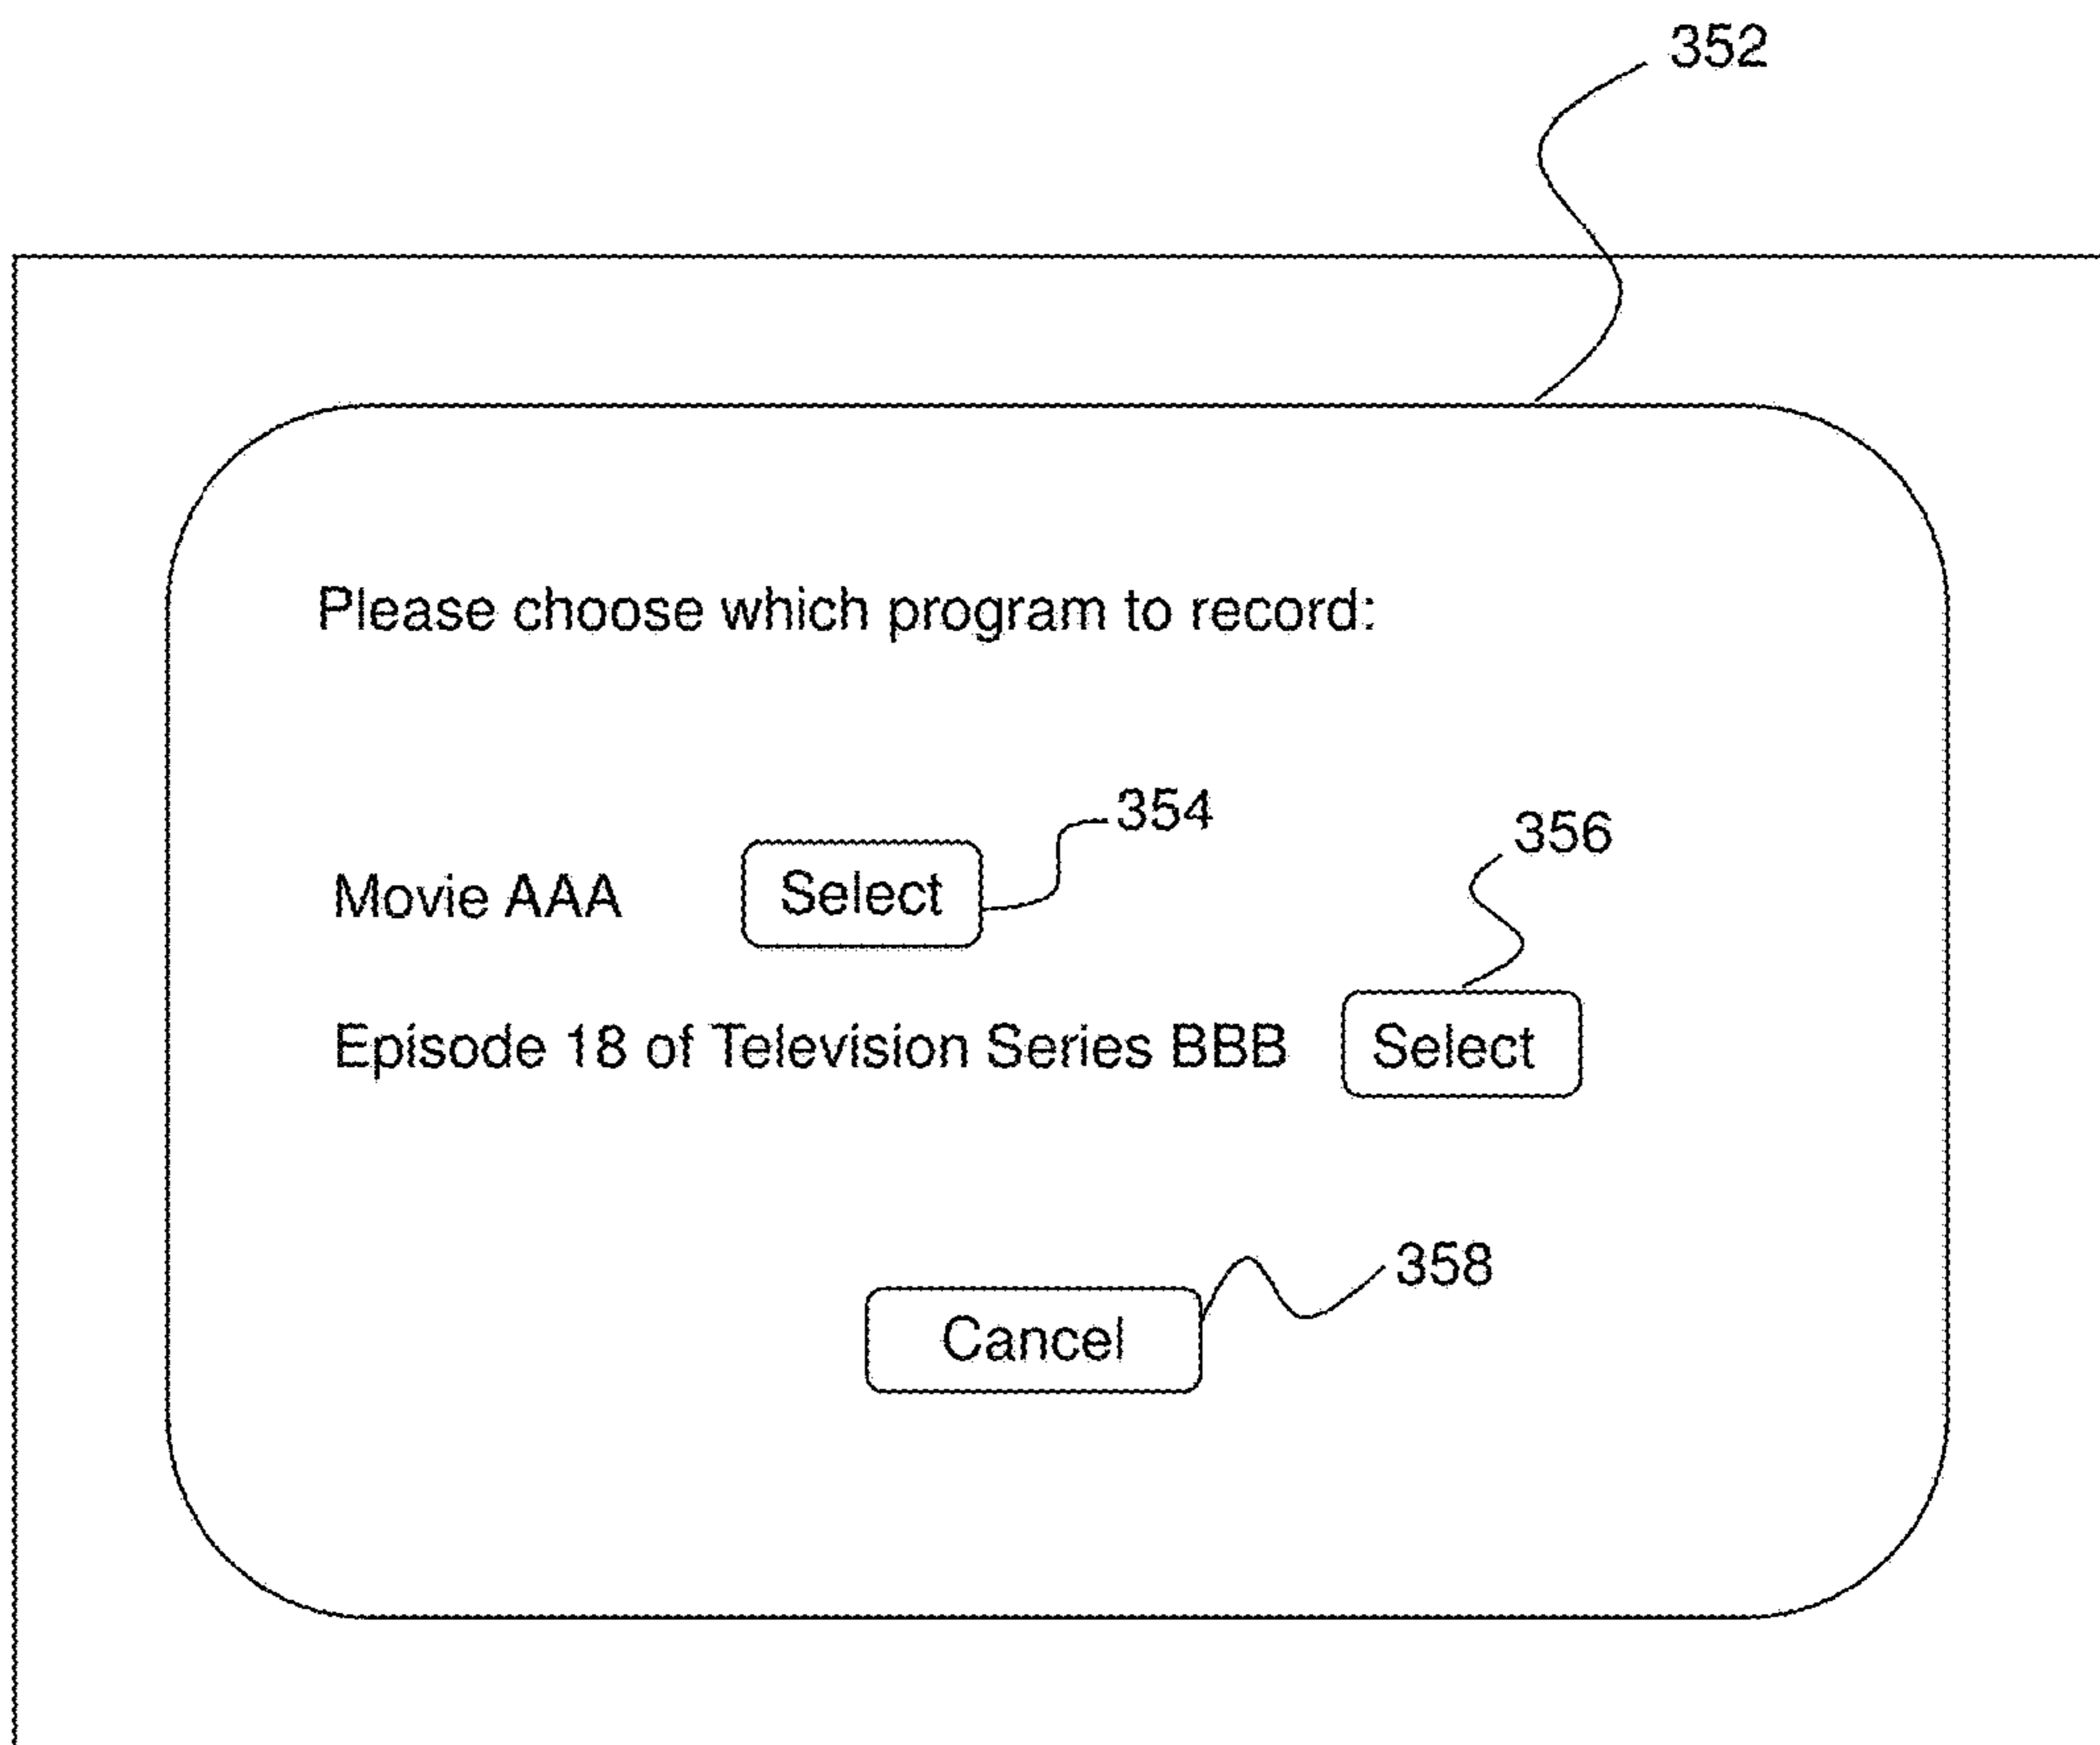 352
Please choose which program to record:
354
356
Movie AAA Select
Episode 18 of Television Series BBB Select
358
Cancel